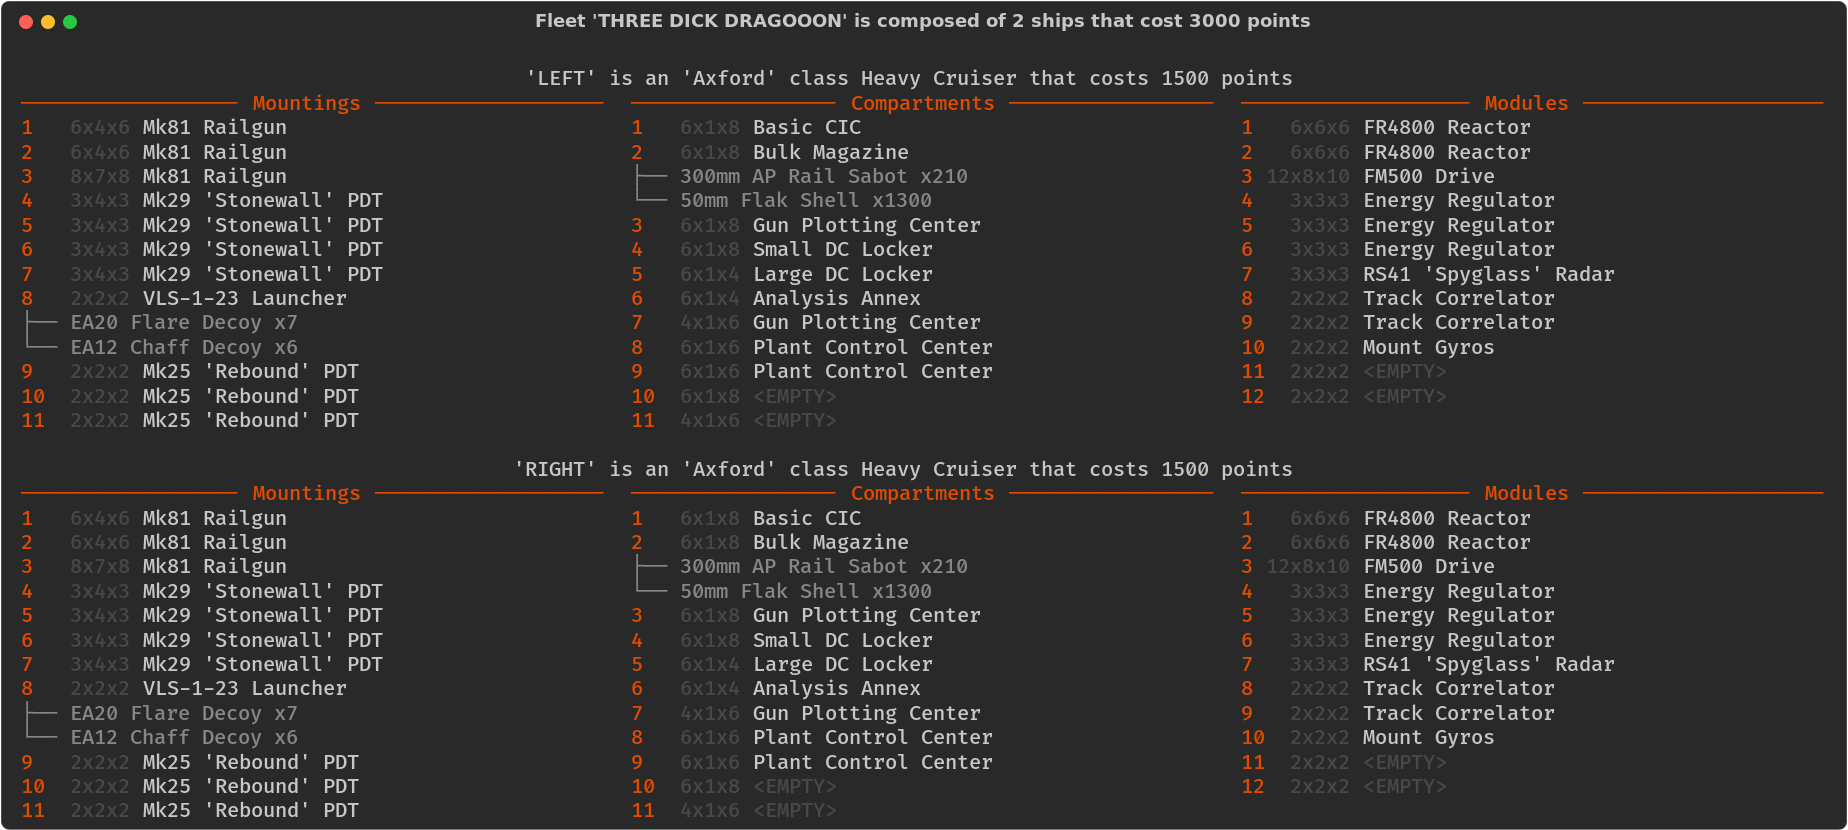 Fleet 'THREE DICK DRAGOOON' is composed of 2 ships that cost 3000 points
'LEFT' is an 'Axford' class Heavy Cruiser that costs 1500 points
Mountings
1 6x4x6 Mk81 Railgun
2 6x4x6 Mk81 Railgun
3 8x7x8 Mk81 Railgun
4 3x4x3 Mk29 'Stonewall' PDT
5 3x4x3 Mk29 'Stonewall' PDT
6 3x4x3 Mk29 'Stonewall' PDT
7 3x4x3 Mk29 'Stonewall' PDT
8 2x2x2 VLS-1-23 Launcher
EA20 Flare Decoy x7
EA12 Chaff Decoy x6
9 2x2x2 Mk25 'Rebound' PDT
10 2x2x2 Mk25 'Rebound' PDT
11 2x2x2 Mk25 'Rebound' PDT
Compartments
1 6x1x8 Basic CIC
2 6x1x8 Bulk Magazine
300mm AP Rail Sabot x210
50mm Flak Shell x1300
3 6x1x8 Gun Plotting Center
4 6x1x8 Small DC Locker
5 6x1x4 Large DC Locker
6 6x1x4 Analysis Annex
7 4x1x6 Gun Plotting Center
8 6x1x6 Plant Control Center
9 6x1x6 Plant Control Center
10 6x1x8 <EMPTY>
11 4x1x6 <EMPTY>
Modules
1 6x6x6 FR4800 Reactor
2 6x6x6 FR4800 Reactor
3 12x8x10 FM500 Drive
4 3x3x3 Energy Regulator
5 3x3x3 Energy Regulator
6 3x3x3 Energy Regulator
7 3x3x3 RS41 'Spyglass' Radar
8 2x2x2 Track Correlator
9 2x2x2 Track Correlator
10 2x2x2 Mount Gyros
11 2x2x2 <EMPTY>
12 2x2x2 <EMPTY>
'RIGHT' is an 'Axford' class Heavy Cruiser that costs 1500 points
Mountings
1 6x4x6 Mk81 Railgun
2 6x4x6 Mk81 Railgun
3 8x7x8 Mk81 Railgun
4 3x4x3 Mk29 'Stonewall' PDT
5 3x4x3 Mk29 'Stonewall' PDT
6 3x4x3 Mk29 'Stonewall' PDT
7 3x4x3 Mk29 'Stonewall' PDT
8 2x2x2 VLS-1-23 Launcher
EA20 Flare Decoy x7
EA12 Chaff Decoy x6
9 2x2x2 Mk25 'Rebound' PDT
10 2x2x2 Mk25 'Rebound' PDT
11 2x2x2 Mk25 'Rebound' PDT
Compartments
1 6x1x8 Basic CIC
2 6x1x8 Bulk Magazine
300mm AP Rail Sabot x210
50mm Flak Shell x1300
3 6x1x8 Gun Plotting Center
4 6x1x8 Small DC Locker
5 6x1x4 Large DC Locker
6 6x1x4 Analysis Annex
7 4x1x6 Gun Plotting Center
8 6x1x6 Plant Control Center
9 6x1x6 Plant Control Center
10 6x1x8 <EMPTY>
11 4x1x6 <EMPTY>
Modules
1 6x6x6 FR4800 Reactor
2 6x6x6 FR4800 Reactor
3 12x8x10 FM500 Drive
4 3x3x3 Energy Regulator
5 3x3x3 Energy Regulator
6 3x3x3 Energy Regulator
7 3x3x3 RS41 'Spyglass' Radar
8 2x2x2 Track Correlator
9 2x2x2 Track Correlator
10 2x2x2 Mount Gyros
11 2x2x2 <EMPTY>
12 2x2x2 <EMPTY>